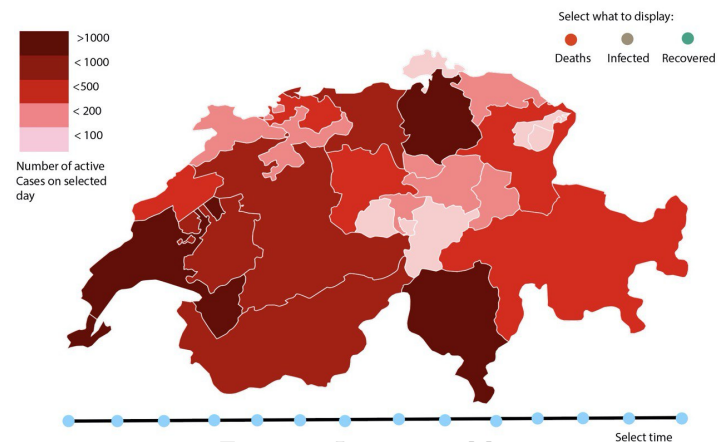 Select what to display:
Deaths Infected Recovered
>1000
< 1000
<500
< 200
< 100
Number of active
Cases on selected
day
Select time